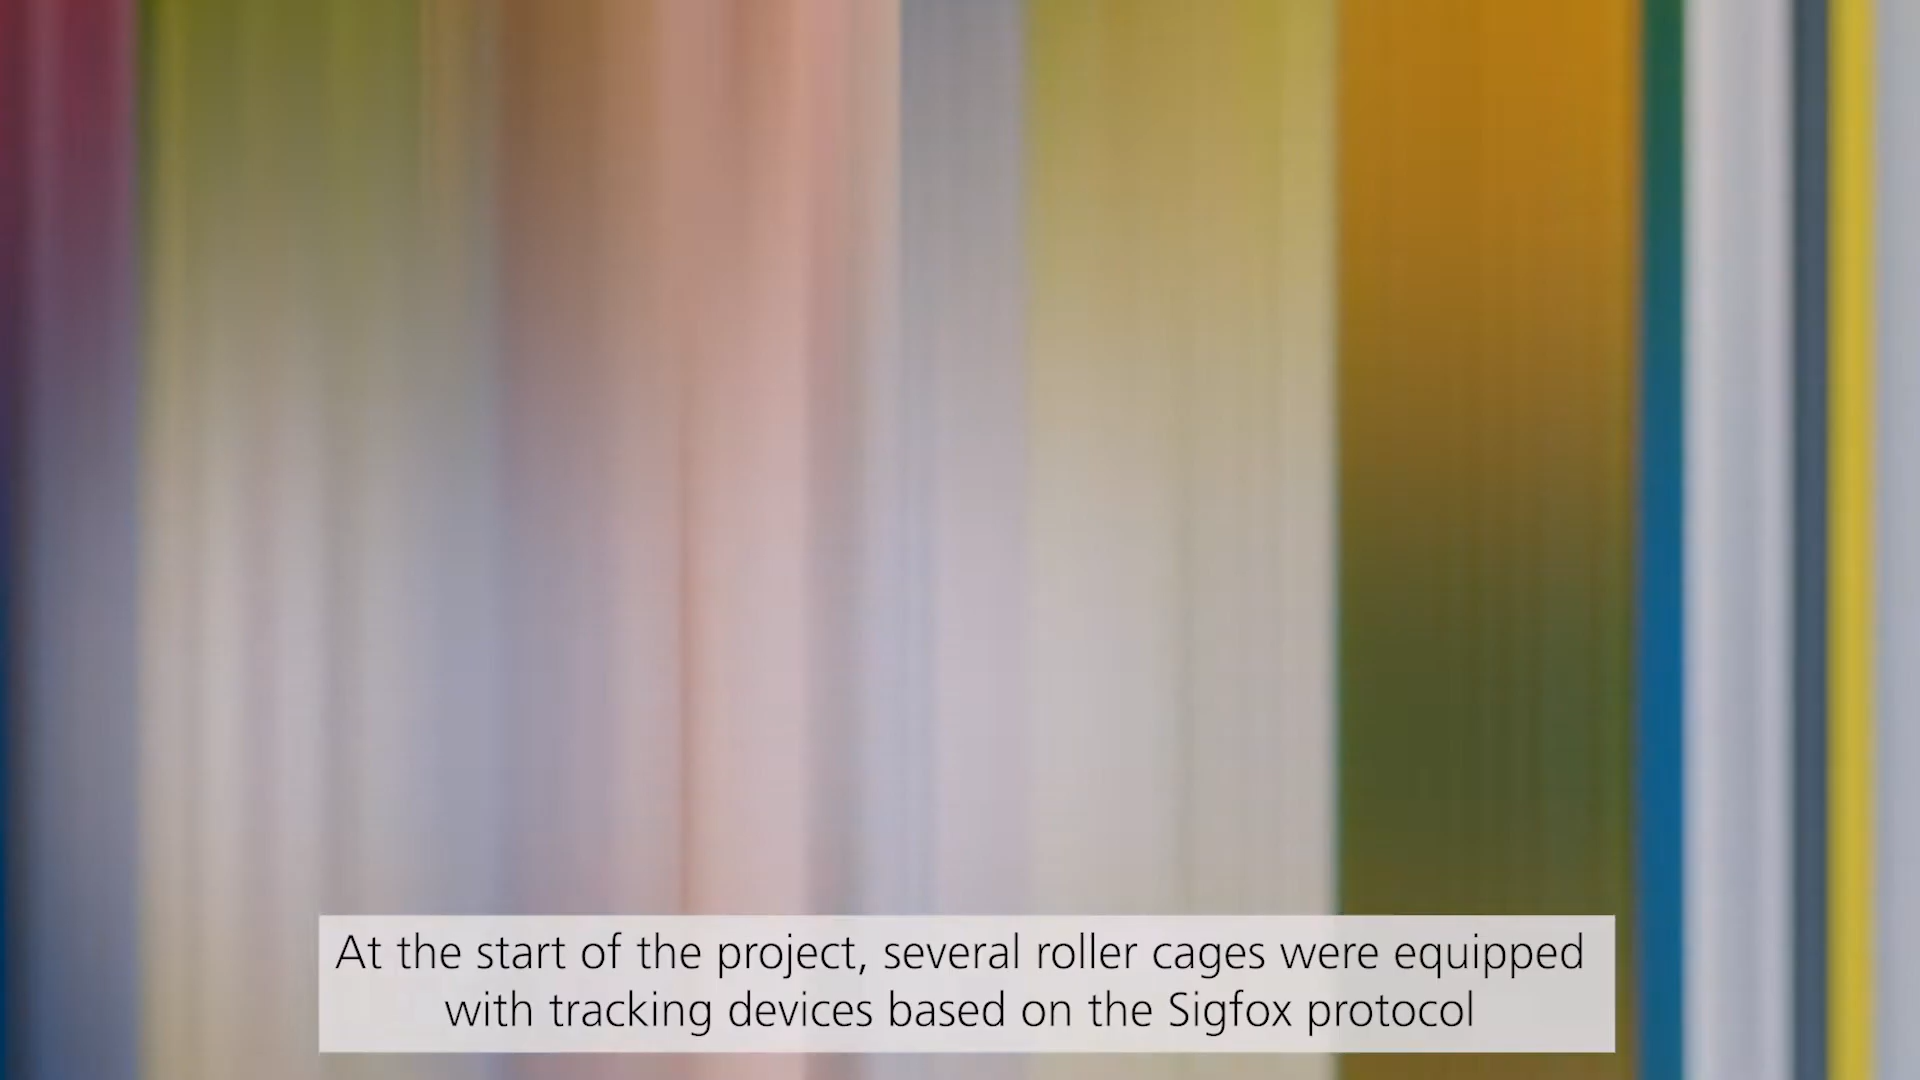 At the start of the project, several roller cages were equipped
with tracking devices based on the Sigfox protocol